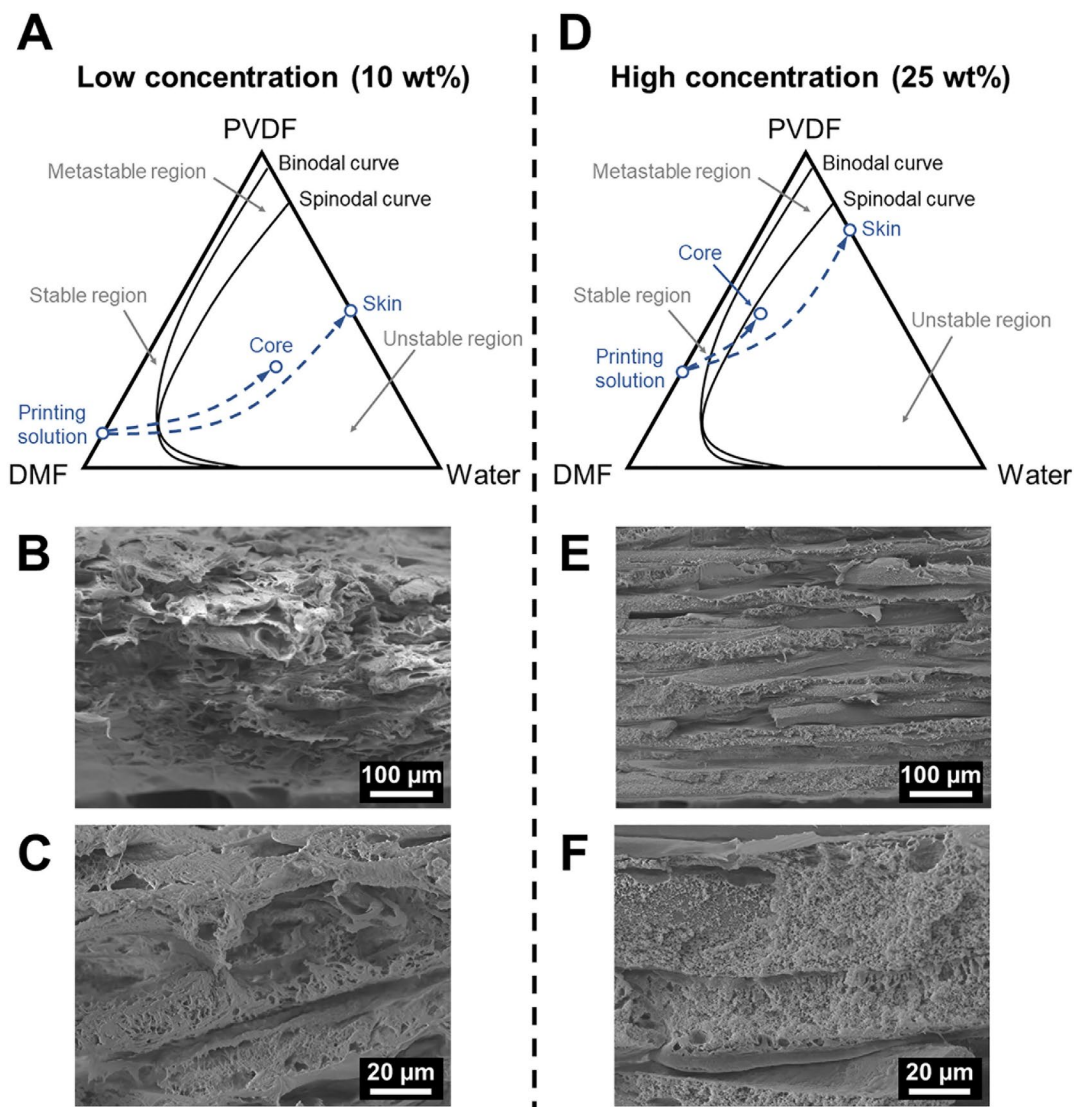 A
Low concentration (10 wt%)
PVDF
Binodal curve
Metastable region
Spinodal curve
Stable region
Skin
Core
Unstable region
Printing
solution
DMF
Water
B
100 µm
C
20 µm
D
High concentration (25 wt%)
PVDF
Binodal curve
Metastable region
Spinodal curve
Skin
Core
Stable region
Unstable region
Printing
solution
DMF
Water
E
100 µm
F
20 µm